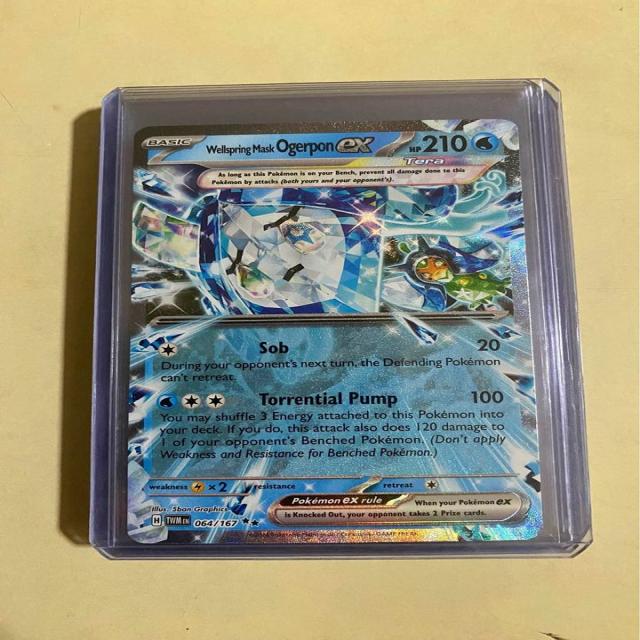 BASIC Wellspring Mask Ogerpon ex HP 210
Tera
As long as this Pokémon is on your Bench, prevent all damage done to this
Pokémon by attacks (both yours and your opponent's).
Sob 20
During your opponent's next turn, the Defending Pokémon
can't retreat.
Torrential Pump 100
You may shuffle 3 Energy attached to this Pokémon into
your deck. If you do, this attack also does 120 damage to
1 of your opponent's Benched Pokémon. (Don't apply
Weakness and Resistance for Benched Pokémon.)
weakness ×2 resistance retreat
Illus. 5ban Graphics
Pokémon ex rule When your Pokémon ex
is Knocked Out, your opponent takes 2 Prize cards.
H TWM EN 064/167